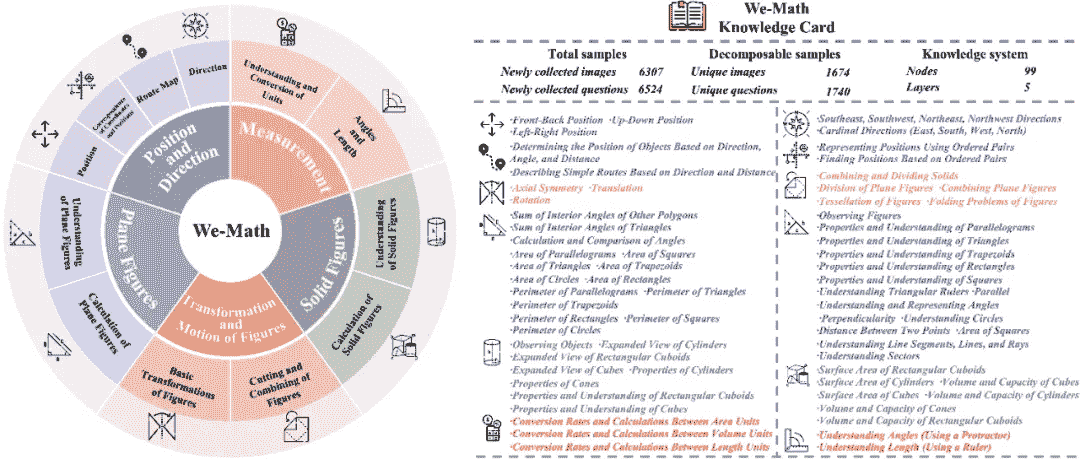 We-Math
Position
and
Direction
Measurement
Solid Figures
Transformation
and
Motion of Figures
Plane Figures
Direction
Route Map
Correspondence
of Coordinates
and Positions
Position
Understanding
of Plane Figures
Calculation of
Plane Figures
Basic
Transformations
of Figures
Cutting and
Combining of
Figures
Calculation of
Solid Figures
Understanding
of Solid Figures
Angles
and
Length
Understanding and
Conversion of
Units
We-Math
Knowledge Card
Total samples
Newly collected images 6307
Newly collected questions 6524
Decomposable samples
Unique images 1674
Unique questions 1740
Knowledge system
Nodes 99
Layers 5
·Front-Back Position ·Up-Down Position
·Left-Right Position
·Determining the Position of Objects Based on Direction,
Angle, and Distance
·Describing Simple Routes Based on Direction and Distance
·Axial Symmetry ·Translation
·Rotation
·Sum of Interior Angles of Other Polygons
·Sum of Interior Angles of Triangles
·Calculation and Comparison of Angles
·Area of Parallelograms ·Area of Squares
·Area of Triangles ·Area of Trapezoids
·Area of Circles ·Area of Rectangles
·Perimeter of Parallelograms ·Perimeter of Triangles
·Perimeter of Trapezoids
·Perimeter of Rectangles ·Perimeter of Squares
·Perimeter of Circles
·Observing Objects ·Expanded View of Cylinders
·Expanded View of Rectangular Cuboids
·Expanded View of Cubes ·Properties of Cylinders
·Properties of Cones
·Properties and Understanding of Rectangular Cuboids
·Properties and Understanding of Cubes
·Conversion Rates and Calculations Between Area Units
·Conversion Rates and Calculations Between Volume Units
·Conversion Rates and Calculations Between Length Units
·Southeast, Southwest, Northeast, Northwest Directions
·Cardinal Directions (East, South, West, North)
·Representing Positions Using Ordered Pairs
·Finding Positions Based on Ordered Pairs
·Combining and Dividing Solids
·Division of Plane Figures ·Combining Plane Figures
·Tessellation of Figures ·Folding Problems of Figures
·Observing Figures
·Properties and Understanding of Parallelograms
·Properties and Understanding of Triangles
·Properties and Understanding of Trapezoids
·Properties and Understanding of Rectangles
·Properties and Understanding of Squares
·Understanding Triangular Rulers ·Parallel
·Understanding and Representing Angles
·Perpendicularity ·Understanding Circles
·Distance Between Two Points ·Area of Squares
·Understanding Line Segments, Lines, and Rays
·Understanding Sectors
·Surface Area of Rectangular Cuboids
·Surface Area of Cylinders ·Volume and Capacity of Cubes
·Surface Area of Cubes ·Volume and Capacity of Cylinders
·Volume and Capacity of Cones
·Volume and Capacity of Rectangular Cuboids
·Understanding Angles (Using a Protractor)
·Understanding Length (Using a Ruler)